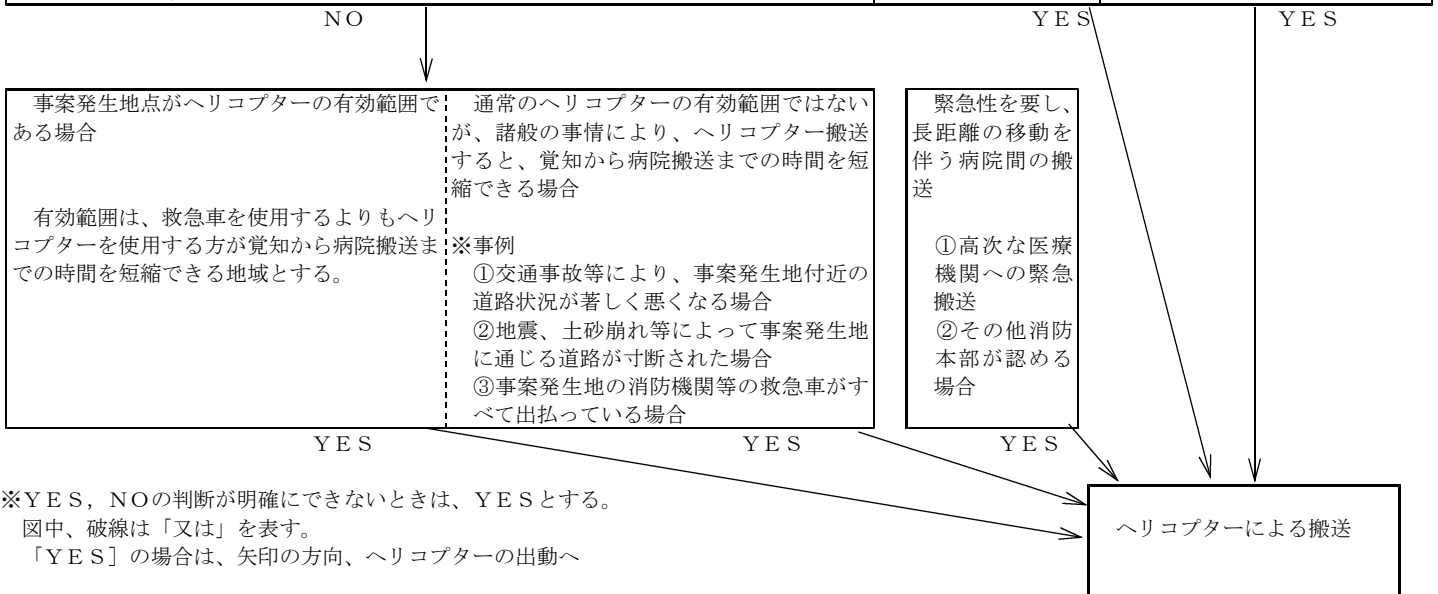 NO
YES
YES
事案発生地点がヘリコプターの有効範囲で
ある場合
有効範囲は、救急車を使用するよりもヘリ
コプターを使用する方が覚知から病院搬送ま
での時間を短縮できる地域とする。
通常のヘリコプターの有効範囲ではない
が、諸般の事情により、ヘリコプター搬送
すると、覚知から病院搬送までの時間を短
縮できる場合
※事例
①交通事故等により、事案発生地付近の
道路状況が著しく悪くなる場合
②地震、土砂崩れ等によって事案発生地
に通じる道路が寸断された場合
③事案発生地の消防機関等の救急車がす
べて出払っている場合
緊急性を要し、
長距離の移動を
伴う病院間の搬
送
①高次な医療
機関への緊急
搬送
②その他消防
本部が認める
場合
YES
YES
YES
※YES，NOの判断が明確にできないときは、YESとする。
図中、破線は「又は」を表す。
「YES］の場合は、矢印の方向、ヘリコプターの出動へ
ヘリコプターによる搬送